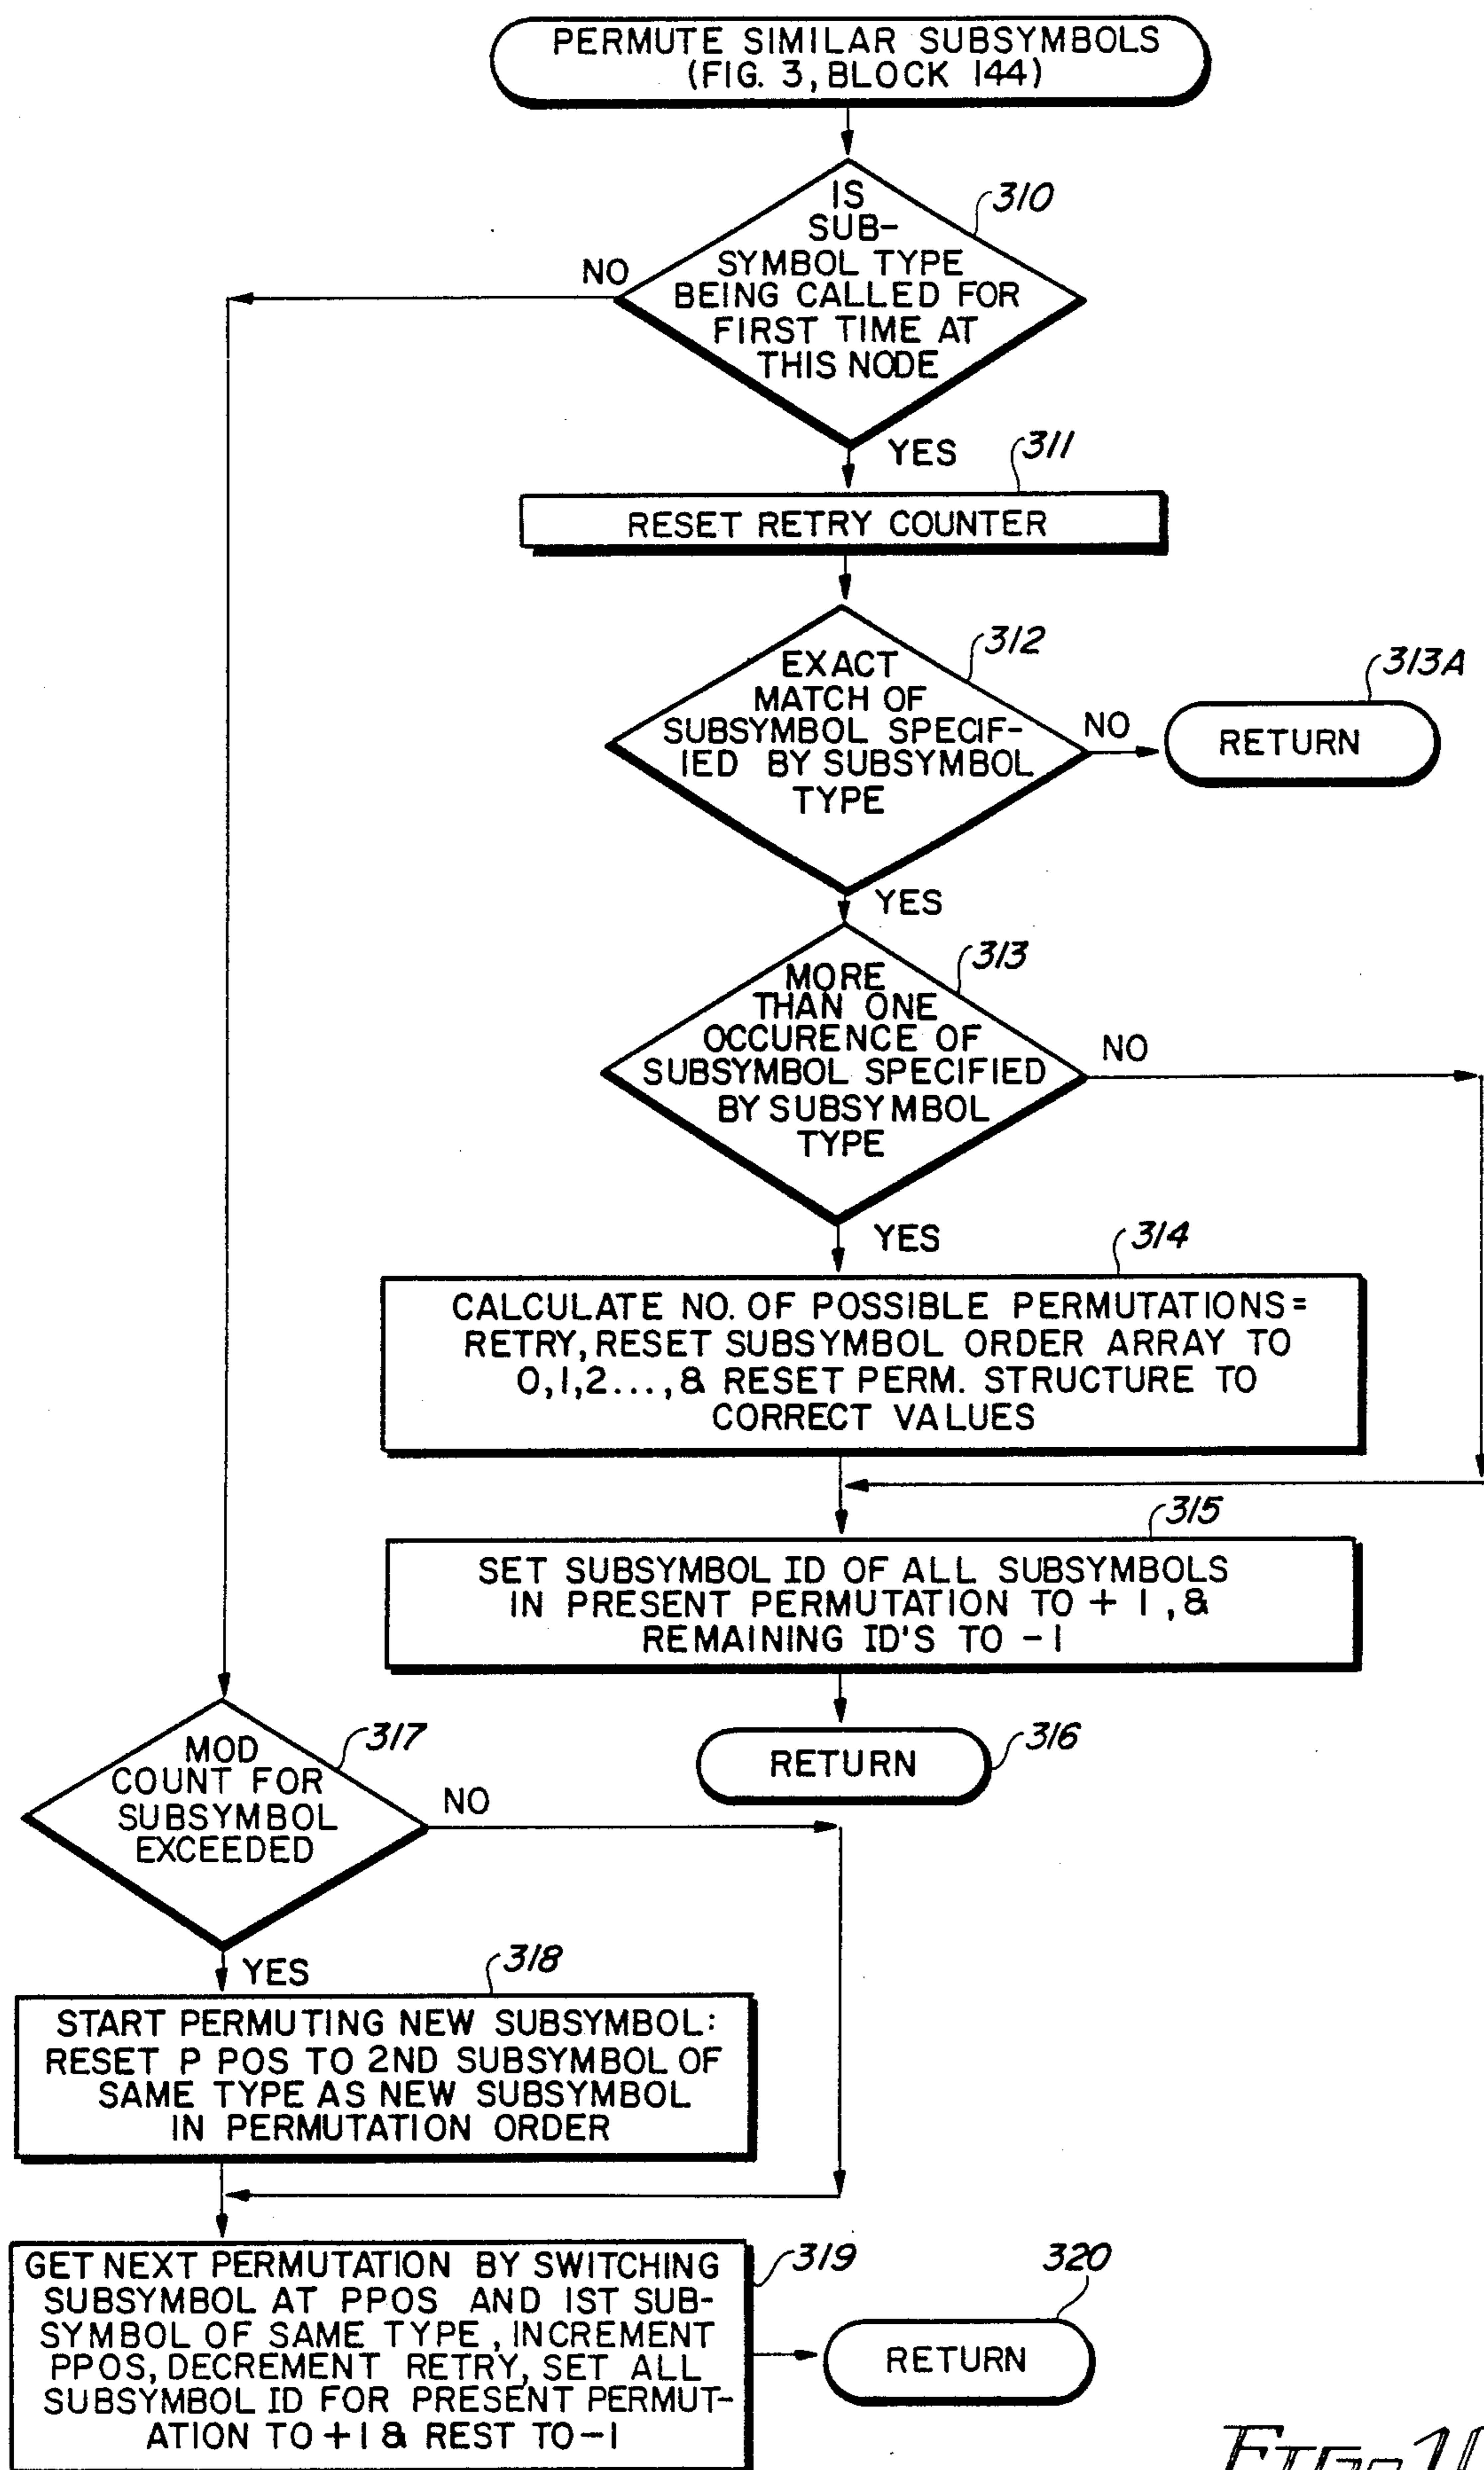 PERMUTE SIMILAR SUBSYMBOLS
(FIG. 3, BLOCK 144)
310
IS
SUB-
SYMBOL TYPE
BEING CALLED FOR
FIRST TIME AT
THIS NODE
NO
YES
311
RESET RETRY COUNTER
312
EXACT
MATCH OF
SUBSYMBOL SPECIF-
IED BY SUBSYMBOL
TYPE
NO
313A
RETURN
YES
313
MORE
THAN ONE
OCCURENCE OF
SUBSYMBOL SPECIFIED
BY SUBSYMBOL
TYPE
NO
YES
314
CALCULATE NO. OF POSSIBLE PERMUTATIONS =
RETRY, RESET SUBSYMBOL ORDER ARRAY TO
0,1,2...,& RESET PERM. STRUCTURE TO
CORRECT VALUES
315
SET SUBSYMBOL ID OF ALL SUBSYMBOLS
IN PRESENT PERMUTATION TO + 1 ,&
REMAINING ID'S TO -1
RETURN
316
317
MOD
COUNT FOR
SUBSYMBOL
EXCEEDED
NO
YES
318
START PERMUTING NEW SUBSYMBOL:
RESET P POS TO 2ND SUBSYMBOL OF
SAME TYPE AS NEW SUBSYMBOL
IN PERMUTATION ORDER
319
GET NEXT PERMUTATION BY SWITCHING
SUBSYMBOL AT PPOS AND 1ST SUB-
SYMBOL OF SAME TYPE, INCREMENT
PPOS, DECREMENT RETRY, SET ALL
SUBSYMBOL ID FOR PRESENT PERMUT-
ATION TO +1 & REST TO -1
320
RETURN